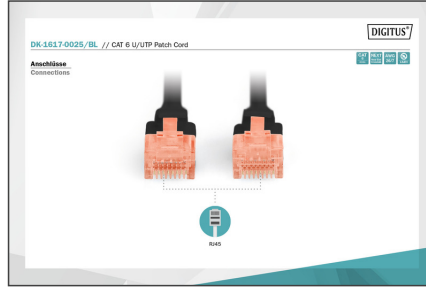 DIGITUS®
DK-1617-0025/BL // CAT 6 U/UTP Patch Cord
Anschlüsse
Connections
RJ45